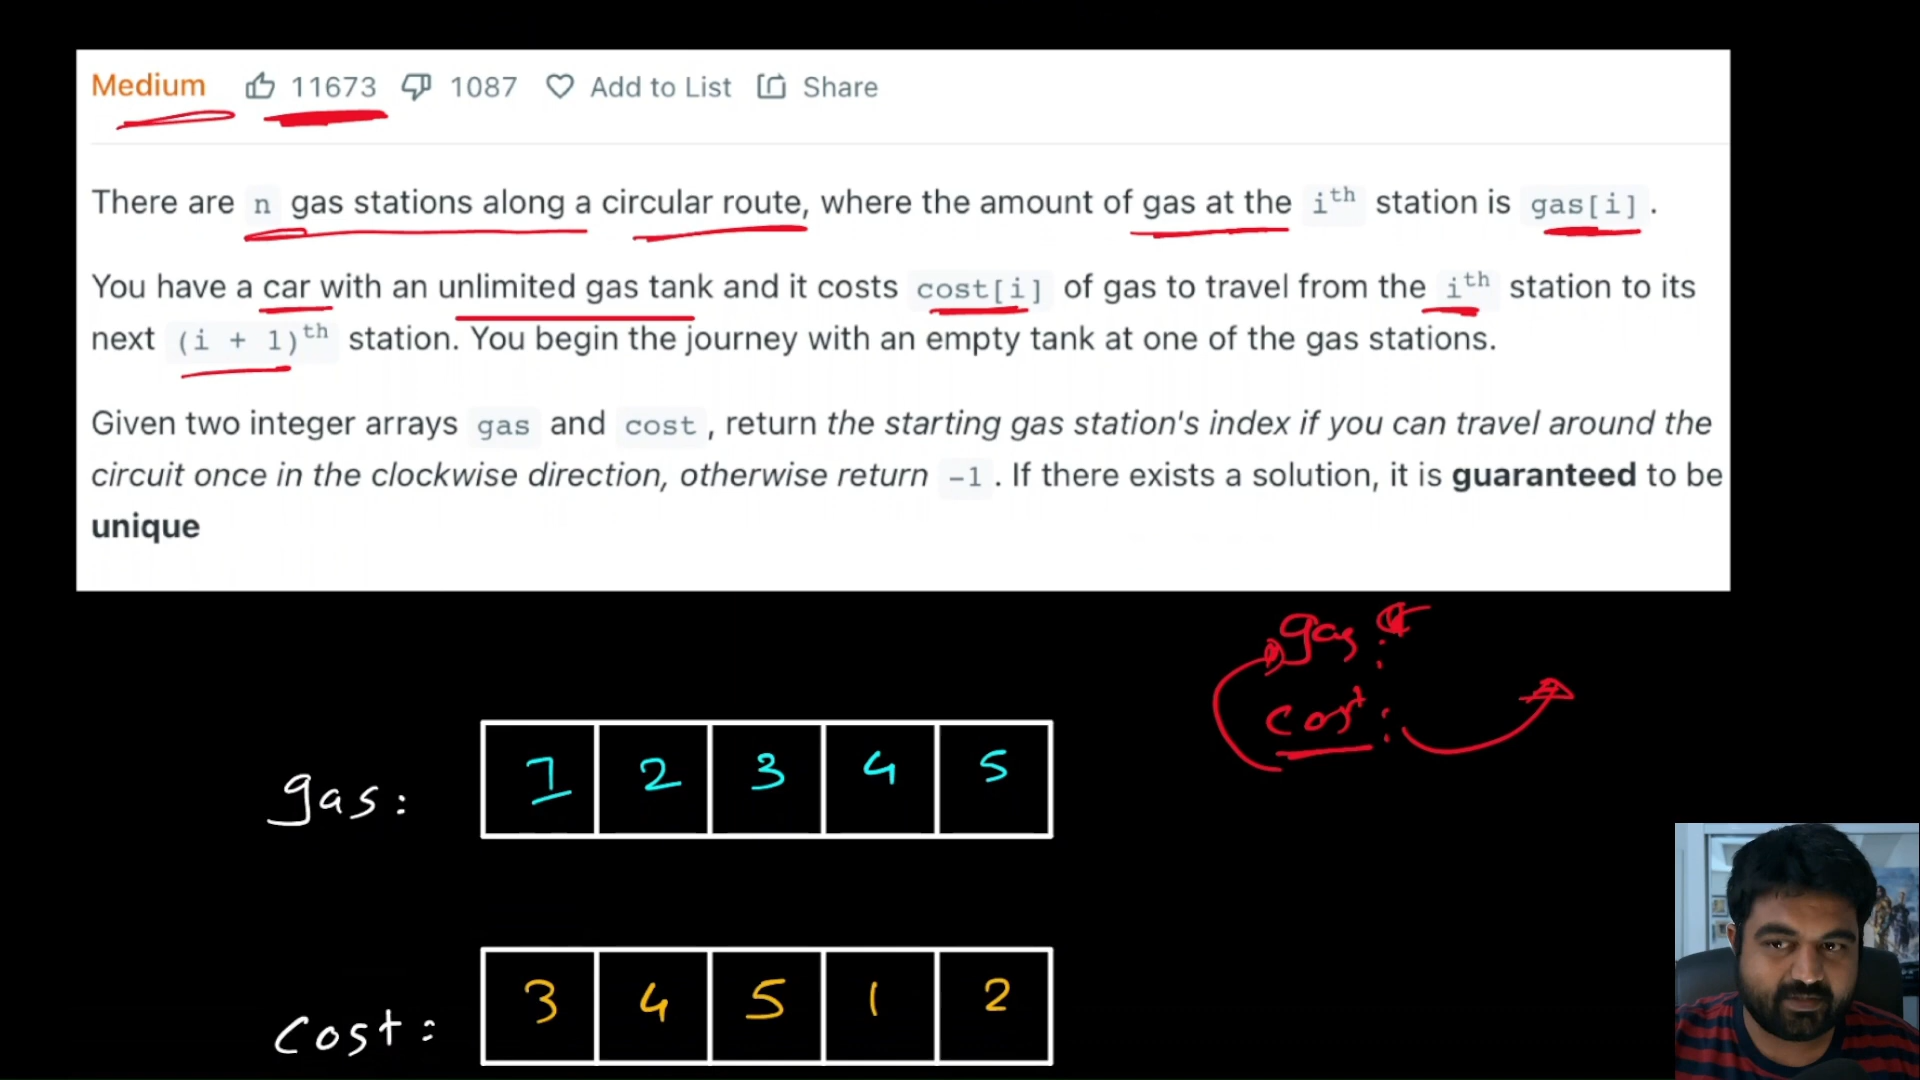 Medium 11673 1087 Add to List Share
There are n gas stations along a circular route, where the amount of gas at the iᵗʰ station is gas[i] .
You have a car with an unlimited gas tank and it costs cost[i] of gas to travel from the iᵗʰ station to its
next (i + 1)ᵗʰ station. You begin the journey with an empty tank at one of the gas stations.
Given two integer arrays gas and cost , return the starting gas station's index if you can travel around the
circuit once in the clockwise direction, otherwise return -1 . If there exists a solution, it is guaranteed to be
unique
gas :
cost :
gas : 1 2 3 4 5
cost : 3 4 5 1 2